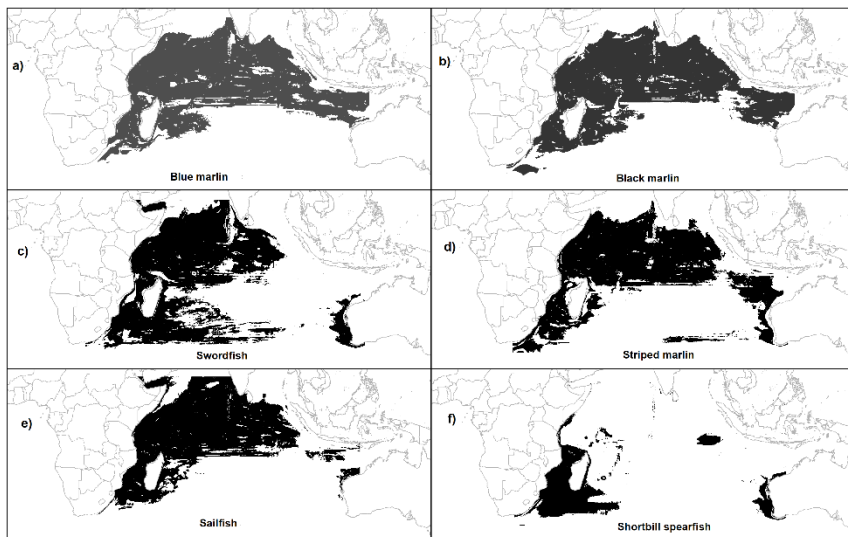 a)
Blue marlin
b)
Black marlin
c)
Swordfish
d)
Striped marlin
e)
Sailfish
f)
Shortbill spearfish